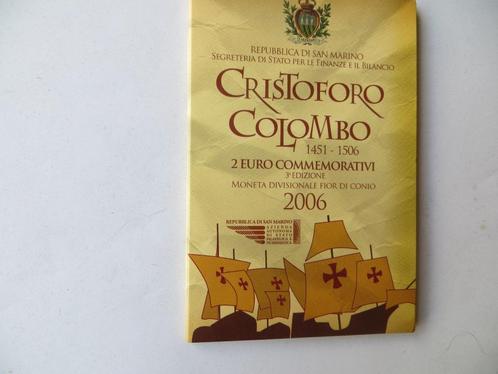 REPUBBLICA DI SAN MARINO
SEGRETERIA DI STATO PER LE FINANZE E IL BILANCIO
CRISTOFORO
COLOMBO
1451 - 1506
2 EURO COMMEMORATIVI
3ª EDIZIONE
MONETA DIVISIONALE FIOR DI CONIO
2006
REPUBBLICA DI SAN MARINO
AZIENDA
AUTONOMA
DI STATO
FILATELICA E
NUMISMATICA